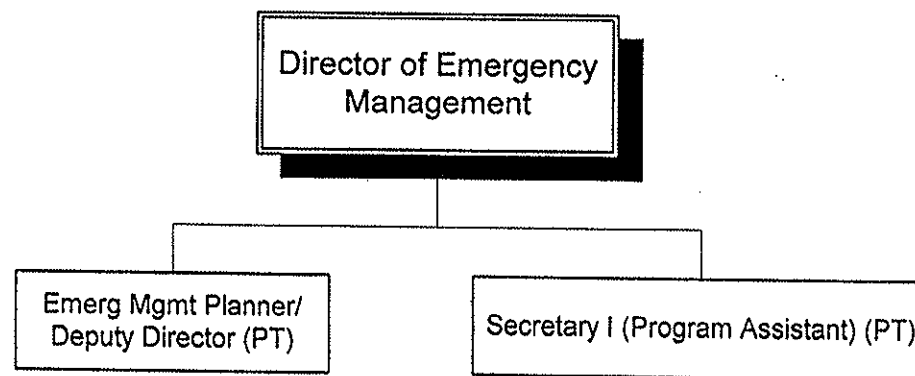 Director of Emergency
Management
Emerg Mgmt Planner/
Deputy Director (PT)
Secretary I (Program Assistant) (PT)